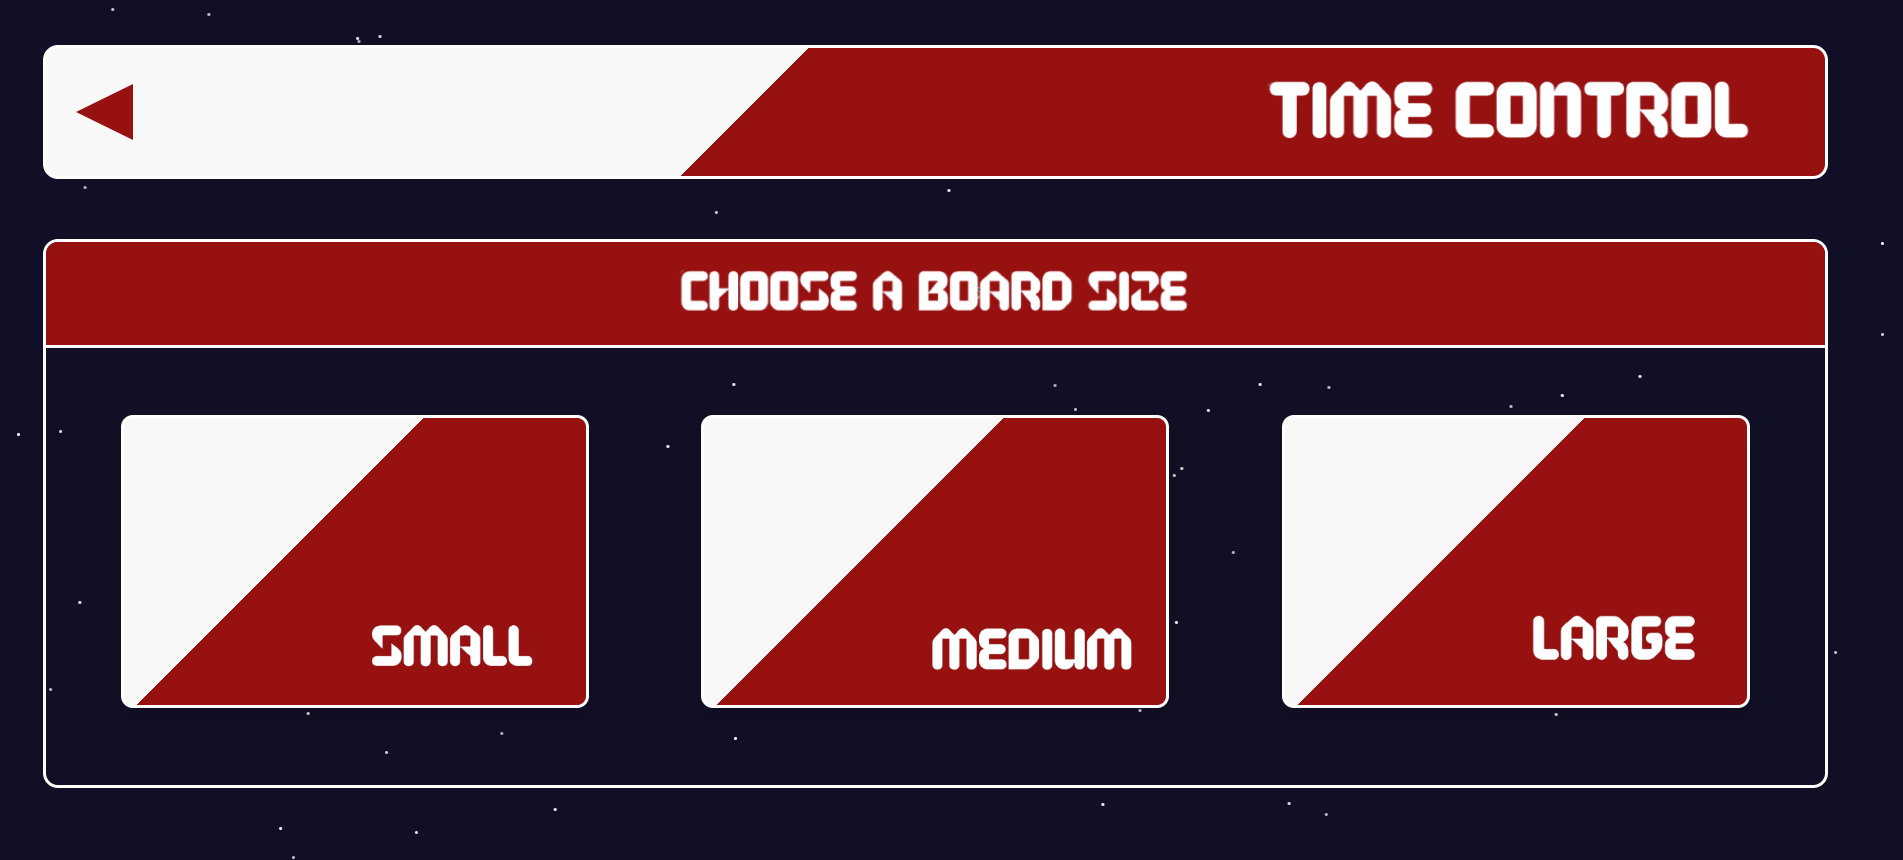 TIME CONTROL
CHOOSE A BOARD SIZE
SMALL
MEDIUM
LARGE